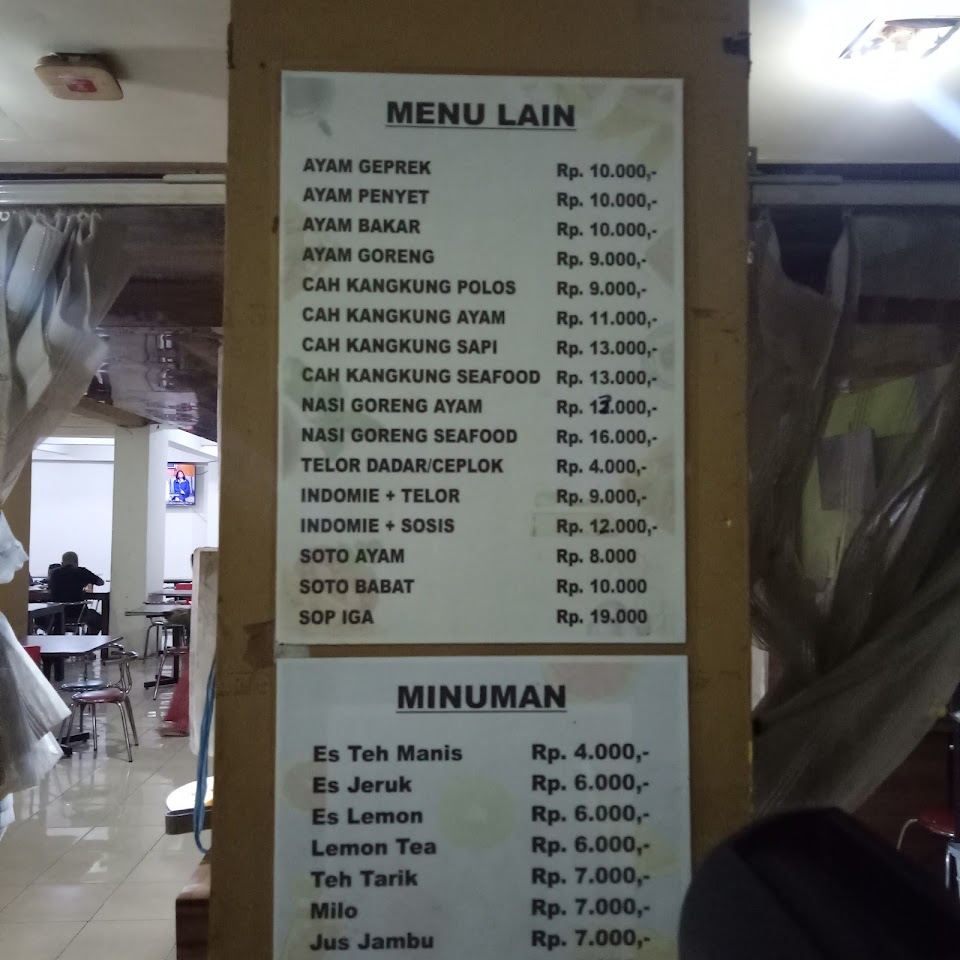 MENU LAIN
AYAM GEPREK Rp. 10.000,-
AYAM PENYET Rp. 10.000,-
AYAM BAKAR Rp. 10.000,-
AYAM GORENG Rp. 9.000,-
CAH KANGKUNG POLOS Rp. 9.000,-
CAH KANGKUNG AYAM Rp. 11.000,-
CAH KANGKUNG SAPI Rp. 13.000,-
CAH KANGKUNG SEAFOOD Rp. 13.000,-
NASI GORENG AYAM Rp.
NASI GORENG SEAFOOD Rp. 16.000,-
TELOR DADAR/CEPLOK Rp. 4.000,-
INDOMIE + TELOR Rp. 9.000,-
INDOMIE + SOSIS Rp. 12.000,-
SOTO AYAM Rp. 8.000
SOTO BABAT Rp. 10.000
SOP IGA Rp. 19.000
MINUMAN
Es Teh Manis Rp. 4.000,-
Es Jeruk Rp. 6.000,-
Es Lemon Rp. 6.000,-
Lemon Tea Rp. 6.000,-
Teh Tarik Rp. 7.000,-
Milo Rp. 7.000,-
Jus Jambu Rp. 7.000,-